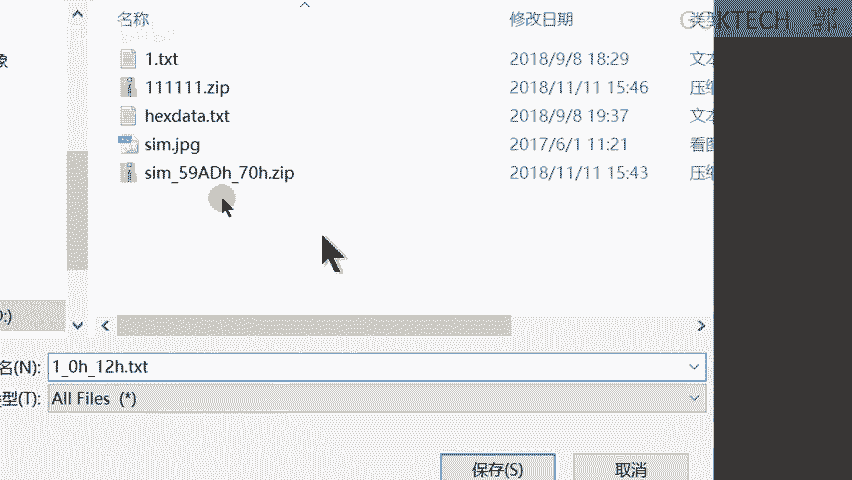 名称 修改日期 类
1.txt 2018/9/8 18:29 文本
111111.zip 2018/11/11 15:46 压缩
hexdata.txt 2018/9/8 19:37 文本
sim.jpg 2017/6/1 11:21 看图
sim_59ADh_70h.zip 2018/11/11 15:43 压缩
:)
名(N): 1_0h_12h.txt
型(T): All Files (*)
保存(S) 取消